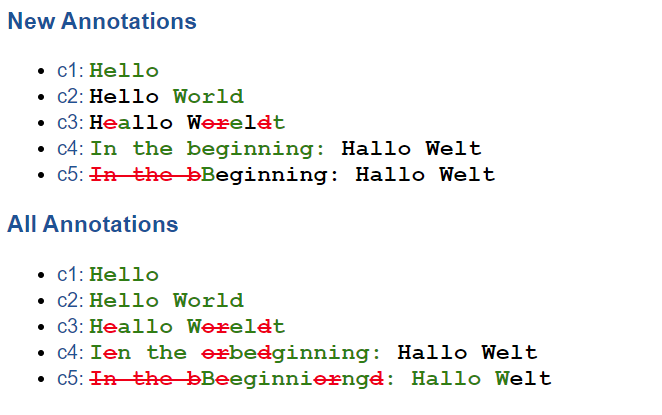 New Annotations
c1: Hello
c2: Hello World
c3: Heallo Woreldt
c4: In the beginning: Hallo Welt
c5: In the bBeginning: Hallo Welt
All Annotations
c1: Hello
c2: Hello World
c3: Heallo Woreldt
c4: Ien the orbedginning: Hallo Welt
c5: In the bBeeginniorngd: Hallo Welt